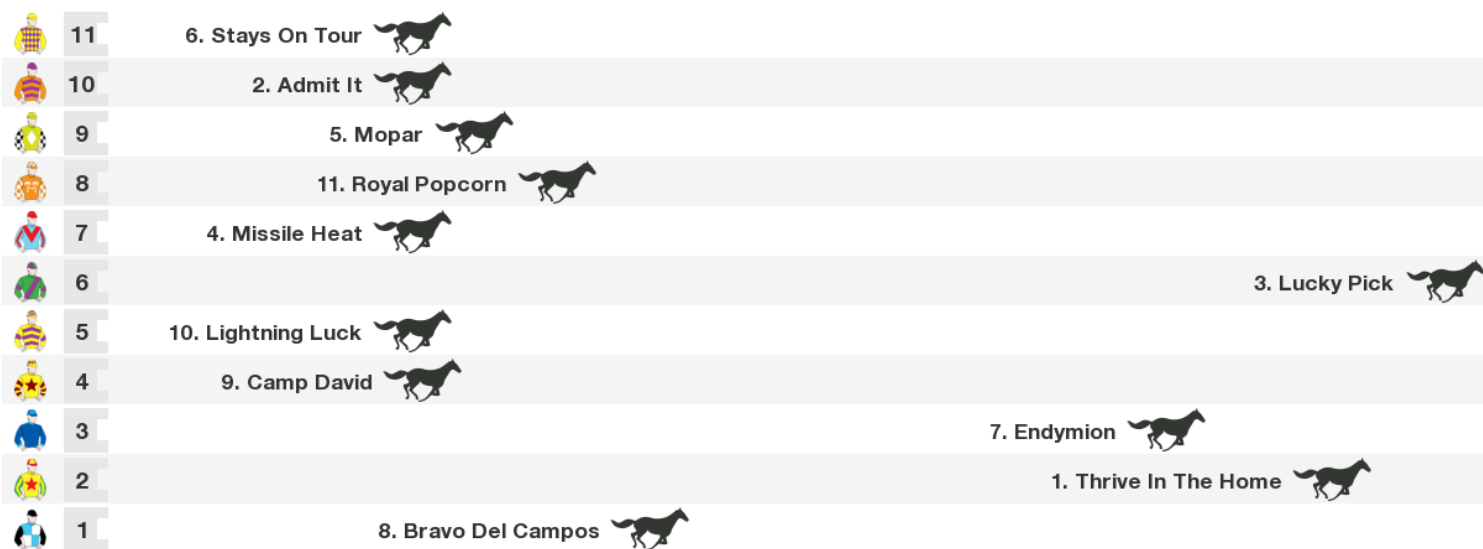 11 6. Stays On Tour
10 2. Admit It
9 5. Mopar
8 11. Royal Popcorn
7 4. Missile Heat
6 3. Lucky Pick
5 10. Lightning Luck
4 9. Camp David
3 7. Endymion
2 1. Thrive In The Home
1 8. Bravo Del Campos